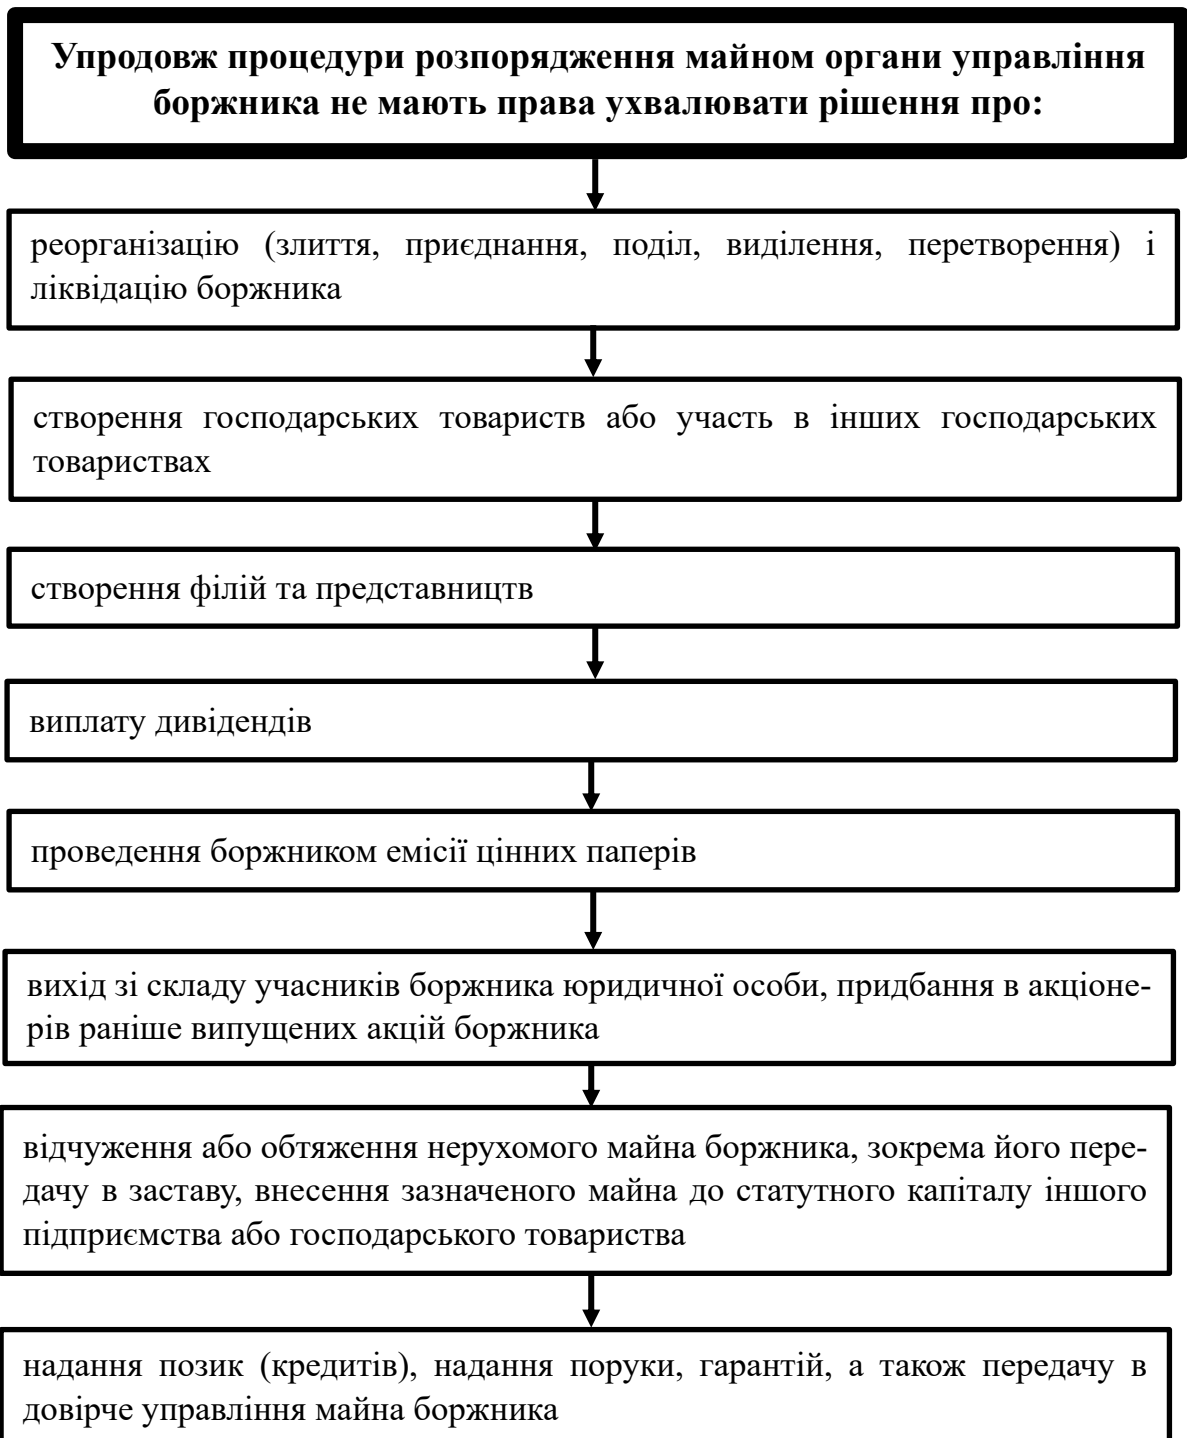 Упродовж процедури розпорядження майном органи управління
боржника не мають права ухвалювати рішення про:
реорганізацію (злиття, приєднання, поділ, виділення, перетворення) і
ліквідацію боржника
створення господарських товариств або участь в інших господарських
товариствах
створення філій та представництв
виплату дивідендів
проведення боржником емісії цінних паперів
вихід зі складу учасників боржника юридичної особи, придбання в акціоне-
рів раніше випущених акцій боржника
відчуження або обтяження нерухомого майна боржника, зокрема його пере-
дачу в заставу, внесення зазначеного майна до статутного капіталу іншого
підприємства або господарського товариства
надання позик (кредитів), надання поруки, гарантій, а також передачу в
довірче управління майна боржника